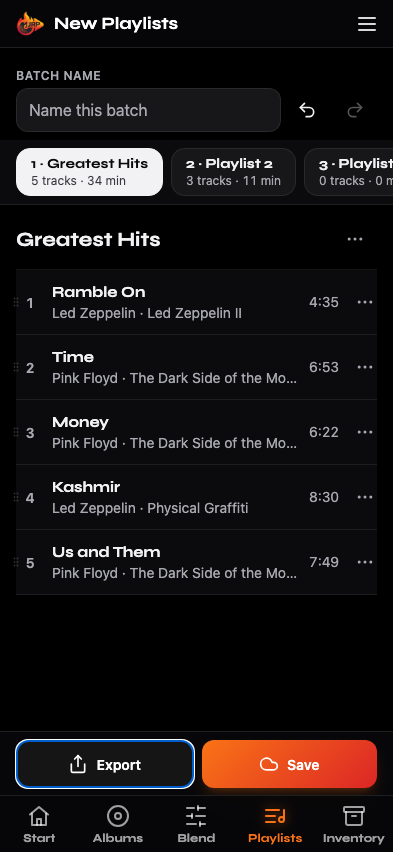 New Playlists
BATCH NAME
Name this batch
1 · Greatest Hits
5 tracks · 34 min
2 · Playlist 2
3 tracks · 11 min
3 · Playlist
0 tracks · 0 m
Greatest Hits
1 Ramble On 4:35
Led Zeppelin · Led Zeppelin II
2 Time 6:53
Pink Floyd · The Dark Side of the Mo...
3 Money 6:22
Pink Floyd · The Dark Side of the Mo...
4 Kashmir 8:30
Led Zeppelin · Physical Graffiti
5 Us and Them 7:49
Pink Floyd · The Dark Side of the Mo...
Export
Save
Start
Albums
Blend
Playlists
Inventory